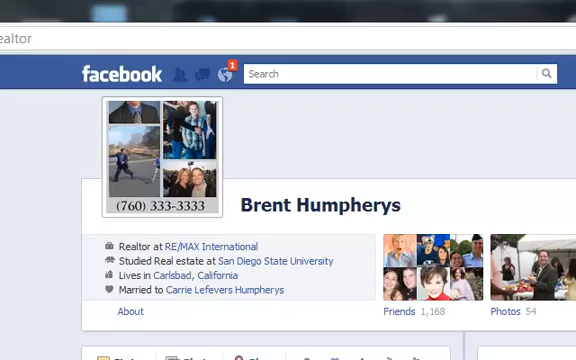 ealtor
facebook
1
Search
(760) 333-3333
Brent Humpherys
Realtor at RE/MAX International
Studied Real estate at San Diego State University
Lives in Carlsbad, California
Married to Carrie Lefevers Humpherys
About
Friends 1,168
Photos 54